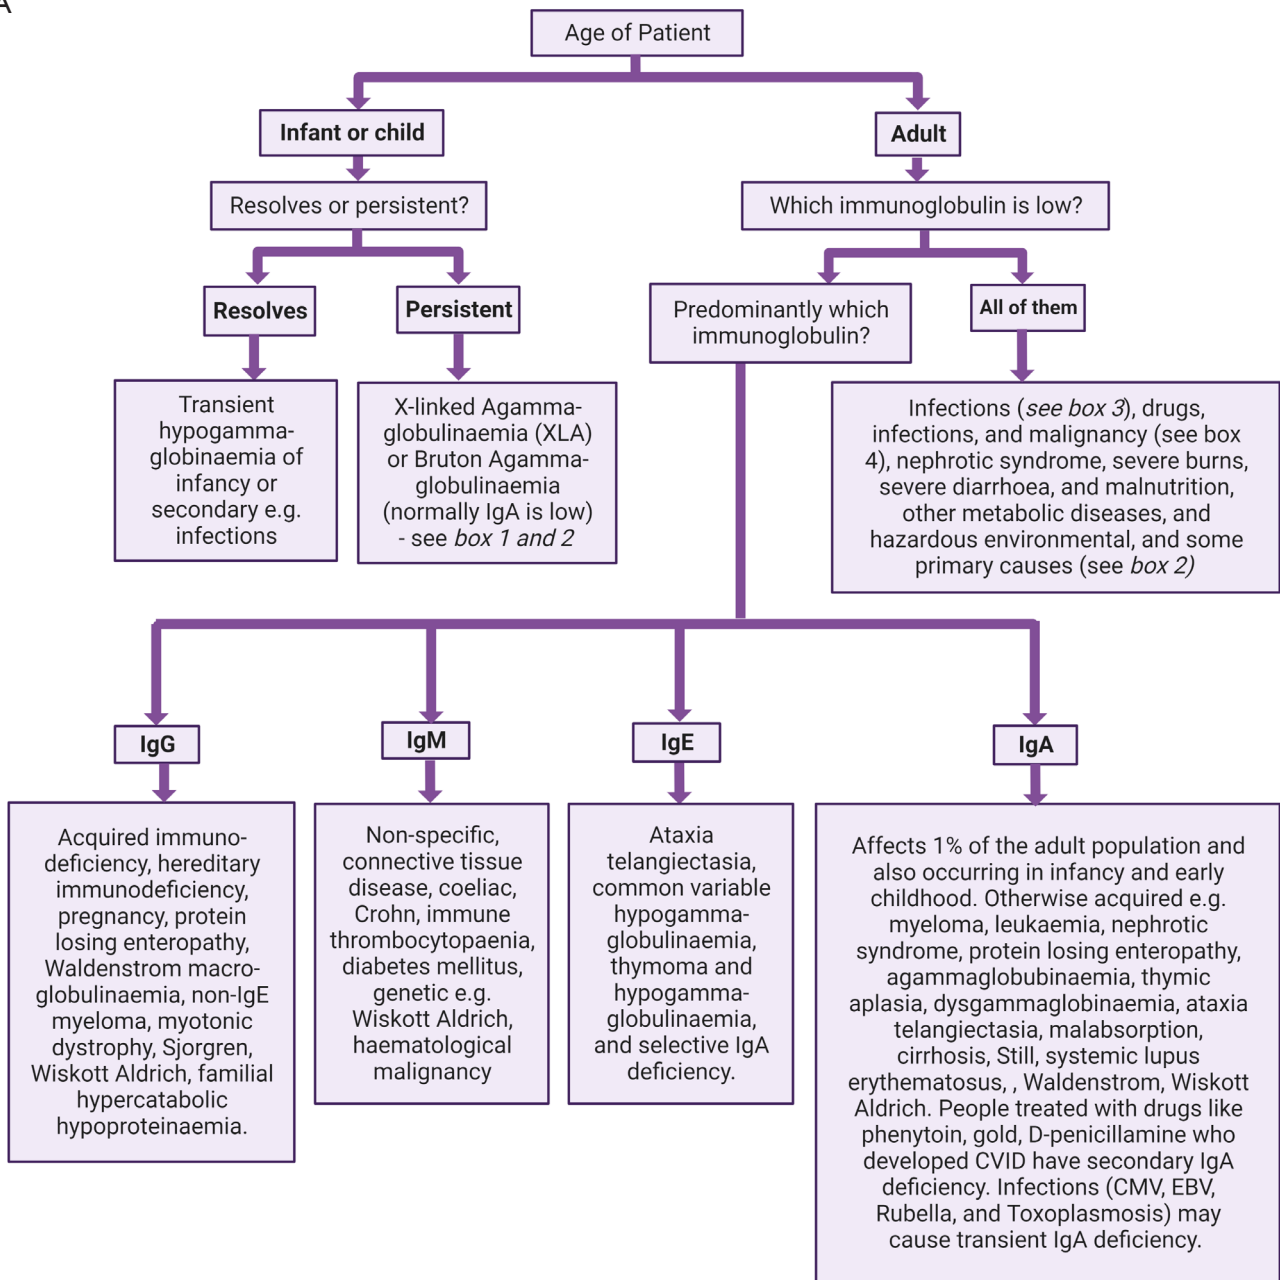 A
Age of Patient
Infant or child
Adult
Resolves or persistent?
Which immunoglobulin is low?
Resolves
Persistent
Predominantly which
immunoglobulin?
All of them
Transient
hypogamma-
globinaemia of
infancy or
secondary e.g.
infections
X-linked Agamma-
globulinaemia (XLA)
or Bruton Agamma-
globulinaemia
(normally IgA is low)
- see box 1 and 2
Infections (see box 3), drugs,
infections, and malignancy (see box
4), nephrotic syndrome, severe burns,
severe diarrhoea, and malnutrition,
other metabolic diseases, and
hazardous environmental, and some
primary causes (see box 2)
IgG
IgM
IgE
IgA
Acquired immuno-
deficiency, hereditary
immunodeficiency,
pregnancy, protein
losing enteropathy,
Waldenstrom macro-
globulinaemia, non-IgE
myeloma, myotonic
dystrophy, Sjorgren,
Wiskott Aldrich, familial
hypercatabolic
hypoproteinaemia.
Non-specific,
connective tissue
disease, coeliac,
Crohn, immune
thrombocytopaenia,
diabetes mellitus,
genetic e.g.
Wiskott Aldrich,
haematological
malignancy
Ataxia
telangiectasia,
common variable
hypogamma-
globulinaemia,
thymoma and
hypogamma-
globulinaemia,
and selective IgA
deficiency.
Affects 1% of the adult population and
also occurring in infancy and early
childhood. Otherwise acquired e.g.
myeloma, leukaemia, nephrotic
syndrome, protein losing enteropathy,
agammaglobubinaemia, thymic
aplasia, dysgammaglobinaemia, ataxia
telangiectasia, malabsorption,
cirrhosis, Still, systemic lupus
erythematosus, , Waldenstrom, Wiskott
Aldrich. People treated with drugs like
phenytoin, gold, D-penicillamine who
developed CVID have secondary IgA
deficiency. Infections (CMV, EBV,
Rubella, and Toxoplasmosis) may
cause transient IgA deficiency.